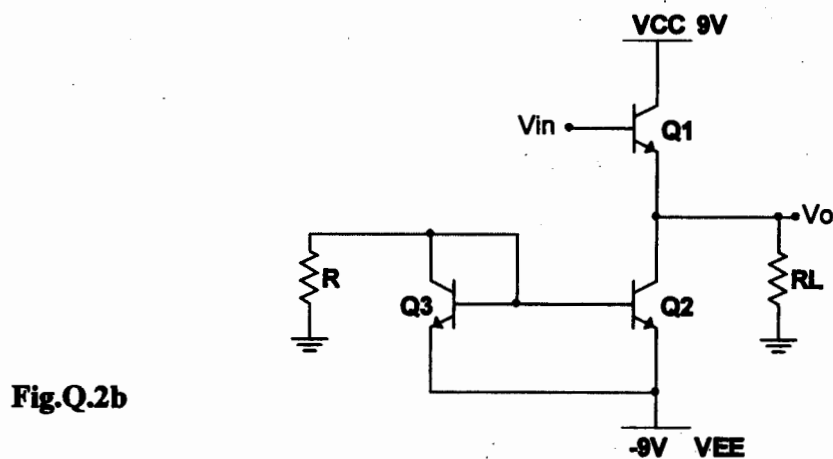 VCC 9V
Vin
Q1
Vo
R
Q3
Q2
RL
Fig.Q.2b
-9V VEE